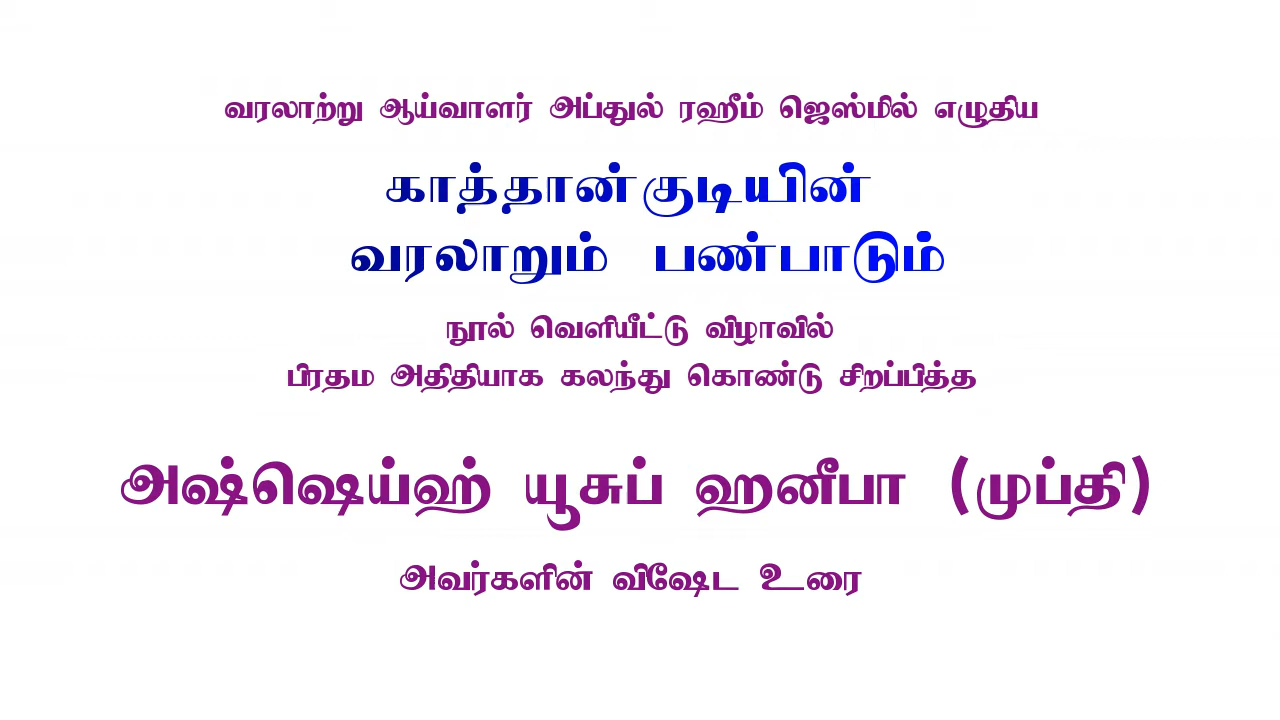 வரலாற்று ஆய்வாளர் அப்துல் ரஹீம் ஜெஸ்மில் எழுதிய
காத்தான்குடியின்
வரலாறும் பண்பாடும்
நூல் வெளியீட்டு விழாவில்
பிரதம அதிதியாக கலந்து கொண்டு சிறப்பித்த
அஷ்ஷெய்ஹ் யூசுப் ஹனீபா (முப்தி)
அவர்களின் விஷேட உரை